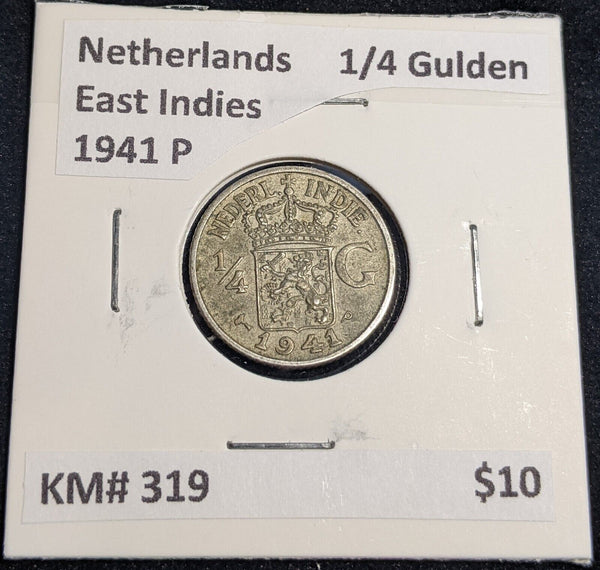 Netherlands 1/4 Gulden
East Indies
1941 P
NEDERL. INDIE.
1/4 G
P
1941
KM# 319 $10